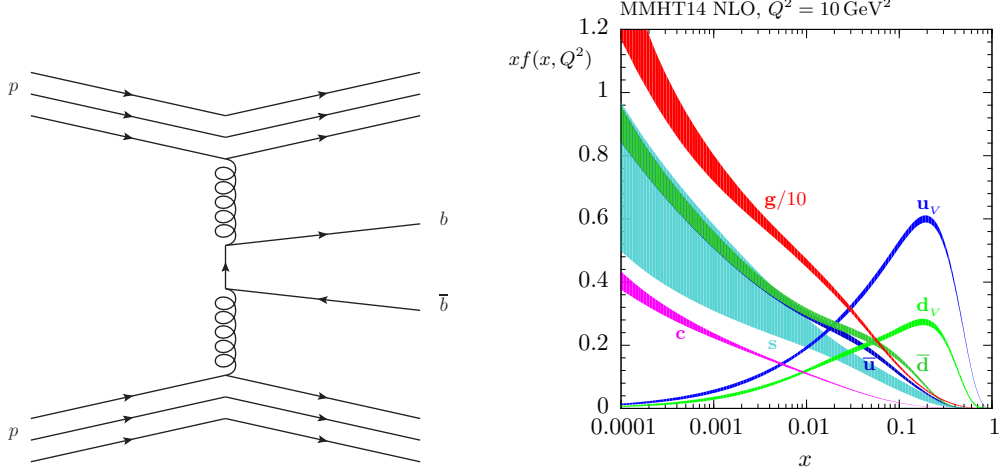 p
b
b̅
p
MMHT14 NLO, Q² = 10 GeV²
xf(x, Q²)
1.2
1
0.8
0.6
0.4
0.2
0
g/10
u_V
d_V
s
c
u̅
d̅
0.0001
0.001
0.01
0.1
1
x